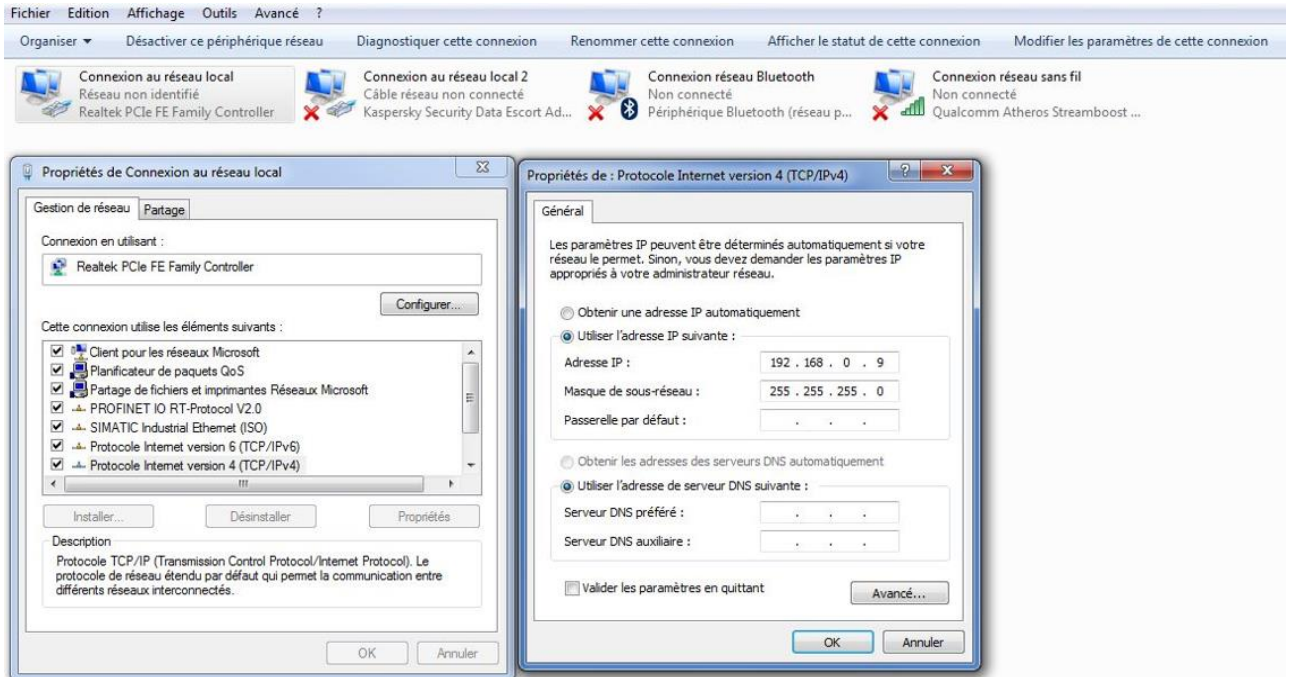 Fichier Edition Affichage Outils Avancé ?
Organiser Désactiver ce périphérique réseau Diagnostiquer cette connexion Renommer cette connexion Afficher le statut de cette connexion Modifier les paramètres de cette connexion
Connexion au réseau local
Réseau non identifié
Realtek PCIe FE Family Controller
Connexion au réseau local 2
Câble réseau non connecté
Kaspersky Security Data Escort Ad...
Connexion réseau Bluetooth
Non connecté
Périphérique Bluetooth (réseau p...
Connexion réseau sans fil
Non connecté
Qualcomm Atheros Streamboost ...
Propriétés de Connexion au réseau local
Gestion de réseau Partage
Connexion en utilisant :
Realtek PCIe FE Family Controller
Configurer...
Cette connexion utilise les éléments suivants :
Client pour les réseaux Microsoft
Planificateur de paquets QoS
Partage de fichiers et imprimantes Réseaux Microsoft
PROFINET IO RT-Protocol V2.0
SIMATIC Industrial Ethernet (ISO)
Protocole Internet version 6 (TCP/IPv6)
Protocole Internet version 4 (TCP/IPv4)
Installer... Désinstaller Propriétés
Description
Protocole TCP/IP (Transmission Control Protocol/Internet Protocol). Le
protocole de réseau étendu par défaut qui permet la communication entre
différents réseaux interconnectés.
OK Annuler
Propriétés de : Protocole Internet version 4 (TCP/IPv4)
Général
Les paramètres IP peuvent être déterminés automatiquement si votre
réseau le permet. Sinon, vous devez demander les paramètres IP
appropriés à votre administrateur réseau.
Obtenir une adresse IP automatiquement
Utiliser l'adresse IP suivante :
Adresse IP : 192 . 168 . 0 . 9
Masque de sous-réseau : 255 . 255 . 255 . 0
Passerelle par défaut : . . .
Obtenir les adresses des serveurs DNS automatiquement
Utiliser l'adresse de serveur DNS suivante :
Serveur DNS préféré : . . .
Serveur DNS auxiliaire : . . .
Valider les paramètres en quittant
Avancé...
OK Annuler